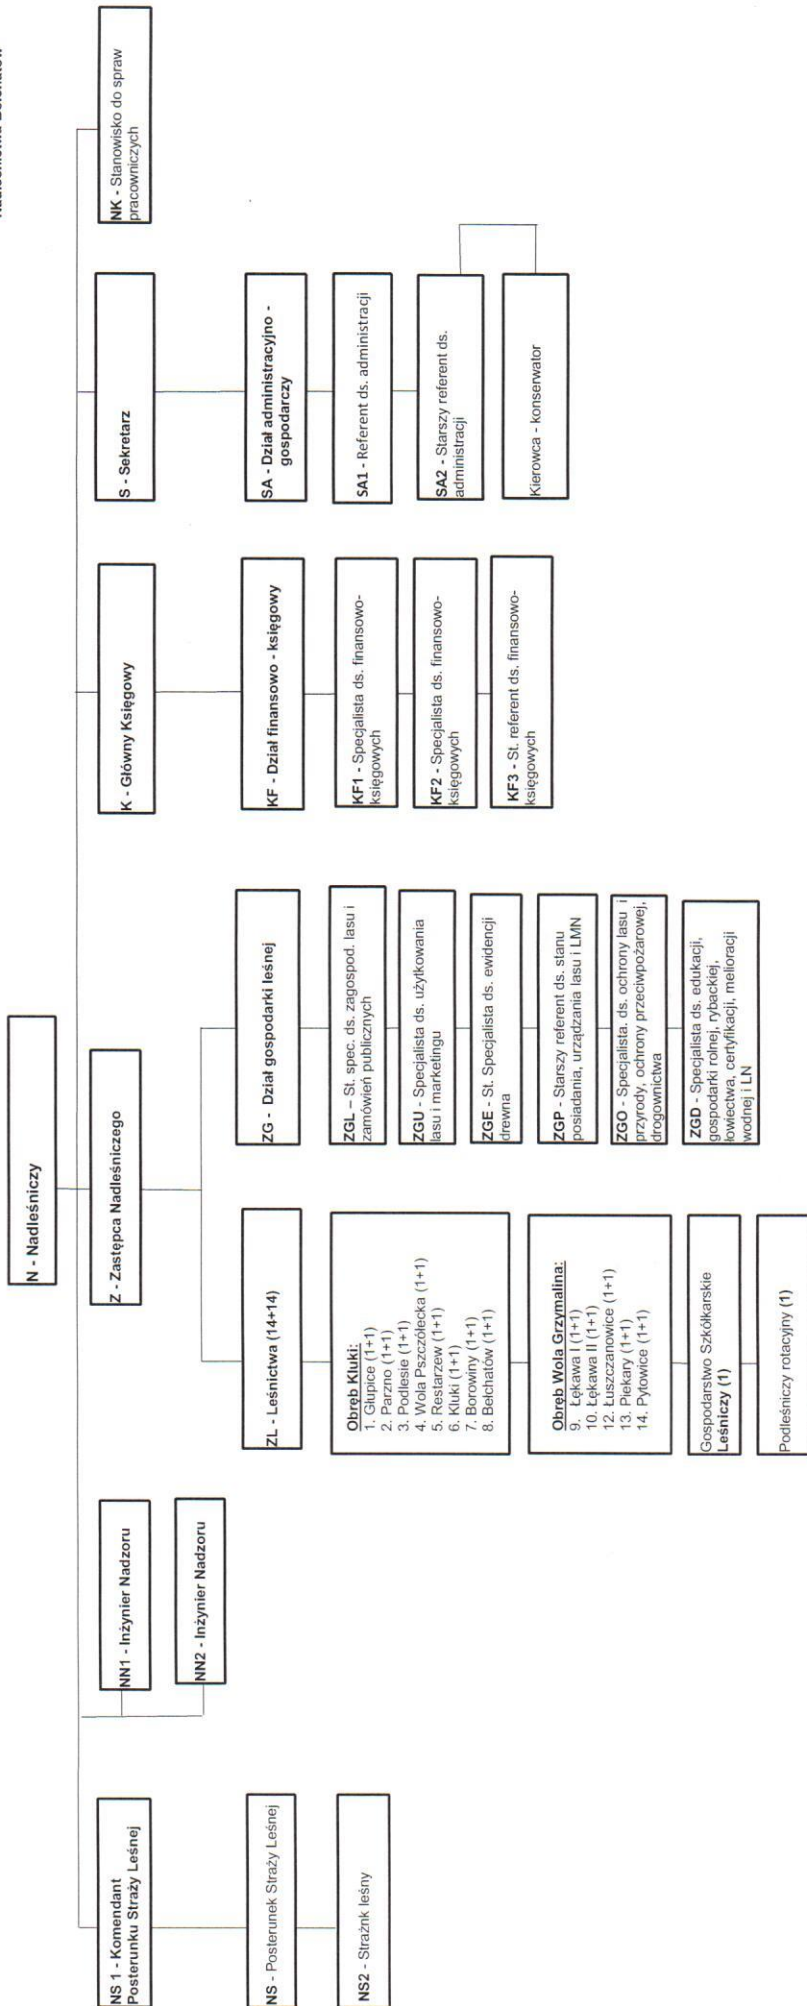 N - Nadleśniczy
NS 1 - Komendant
Posterunku Straży Leśnej
NS - Posterunek Straży Leśnej
NS2 - Strażnk leśny
NN1 - Inżynier Nadzoru
NN2 - Inżynier Nadzoru
Z - Zastępca Nadleśniczego
ZL - Leśnictwa (14+14)
Obręb Kluki:
1. Głupice (1+1)
2. Parzno (1+1)
3. Podlesie (1+1)
4. Wola Pszczółecka (1+1)
5. Restarzew (1+1)
6. Kluki (1+1)
7. Borowiny (1+1)
8. Bełchatów (1+1)
Obręb Wola Grzymalina:
9. Łękawa I (1+1)
10. Łękawa II (1+1)
12. Łuszczanowice (1+1)
13. Piekary (1+1)
14. Pytowice (1+1)
Gospodarstwo Szkółkarskie
Leśniczy (1)
Podleśniczy rotacyjny (1)
ZG - Dział gospodarki leśnej
ZGL – St. spec. ds. zagospod. lasu i
zamówień publicznych
ZGU - Specjalista ds. użytkowania
lasu i marketingu
ZGE - St. Specjalista ds. ewidencji
drewna
ZGP - Starszy referent ds. stanu
posiadania, urządzania lasu i LMN
ZGO - Specjalista. ds. ochrony lasu i
przyrody, ochrony przeciwpożarowej,
drogownictwa
ZGD - Specjalista ds. edukacji,
gospodarki rolnej, rybackiej,
łowiectwa, certyfikacji, melioracji
wodnej i LN
K - Główny Księgowy
KF - Dział finansowo - księgowy
KF1 - Specjalista ds. finansowo-
księgowych
KF2 - Specjalista ds. finansowo-
księgowych
KF3 - St. referent ds. finansowo-
księgowych
S - Sekretarz
SA - Dział administracyjno -
gospodarczy
SA1 - Referent ds. administracji
SA2 - Starszy referent ds.
administracji
Kierowca - konserwator
NK - Stanowisko do spraw
pracowniczych